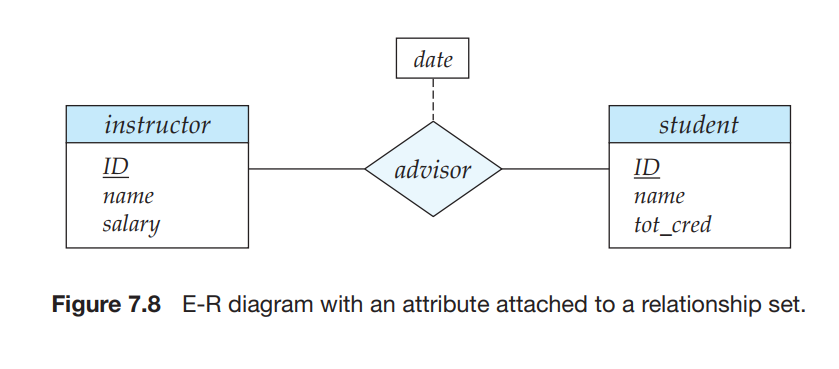 date
instructor
student
advisor
ID
name
salary
ID
name
tot_cred
Figure 7.8 E-R diagram with an attribute attached to a relationship set.